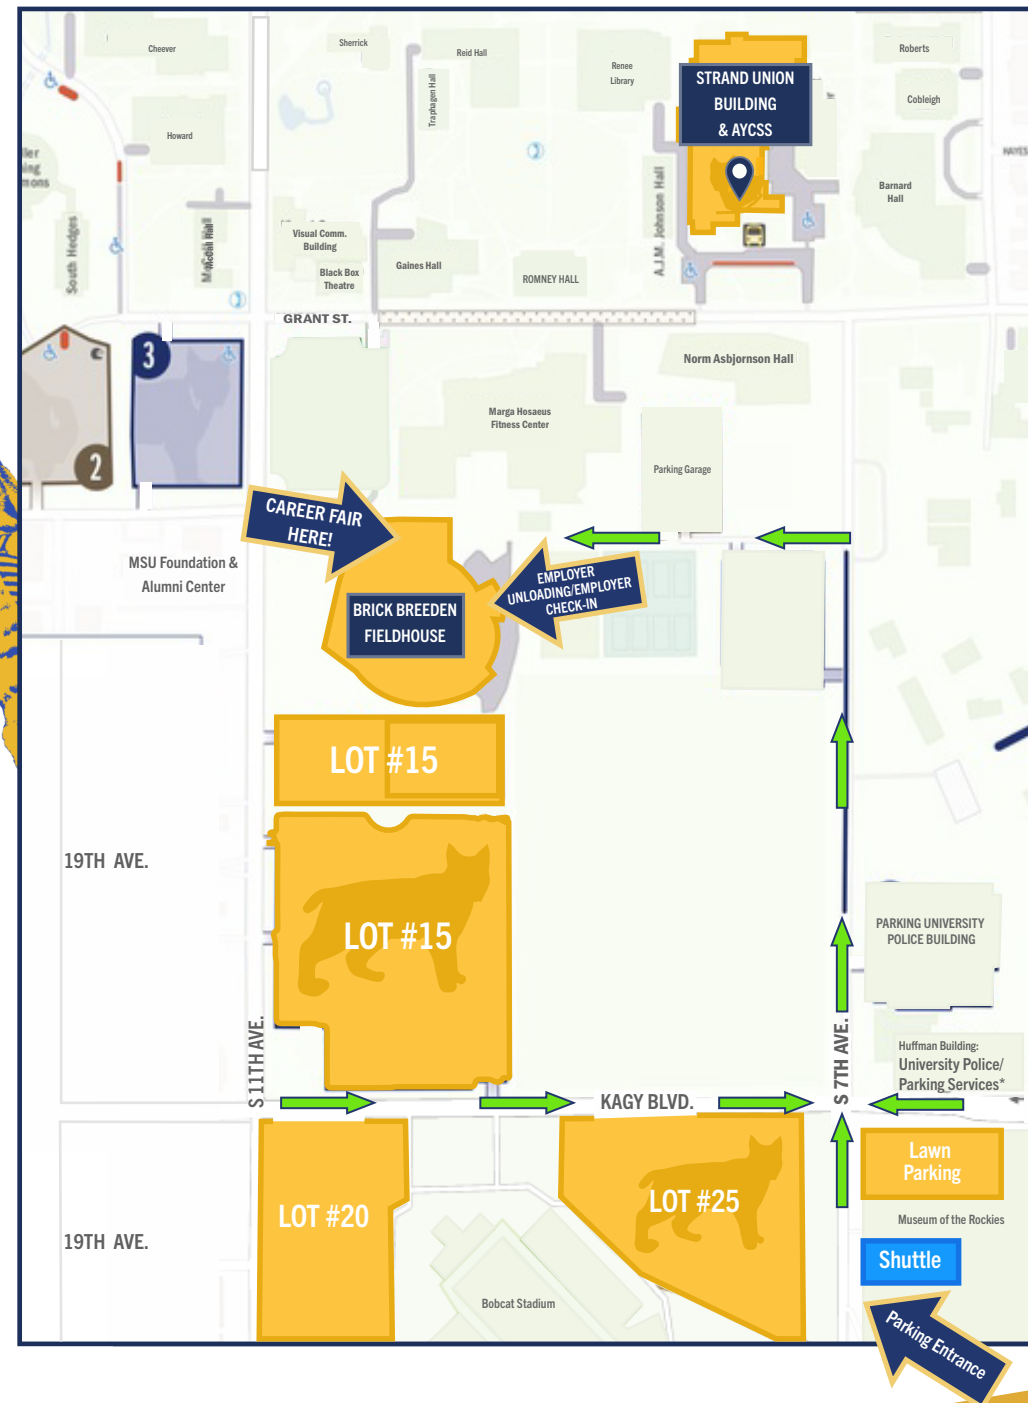 Cheever
Sherrick
Reid Hall
Renee
Library
Roberts
Cobleigh
Traphagen Hall
Howard
STRAND UNION
BUILDING
& AYCSS
HAYES
South Hedges
A.J.M. Johnson Hall
Barnard
Hall
Visual Comm.
Building
Black Box
Theatre
Gaines Hall
ROMNEY HALL
GRANT ST.
3
2
Norm Asbjornson Hall
Marga Hosaeus
Fitness Center
Parking Garage
CAREER FAIR
HERE!
MSU Foundation &
Alumni Center
EMPLOYER
UNLOADING/EMPLOYER
CHECK-IN
BRICK BREEDEN
FIELDHOUSE
LOT #15
19TH AVE.
LOT #15
PARKING UNIVERSITY
POLICE BUILDING
S 11TH AVE.
S 7TH AVE.
Huffman Building:
University Police/
Parking Services*
KAGY BLVD.
Lawn
Parking
LOT #20
LOT #25
Museum of the Rockies
19TH AVE.
Shuttle
Bobcat Stadium
Parking Entrance